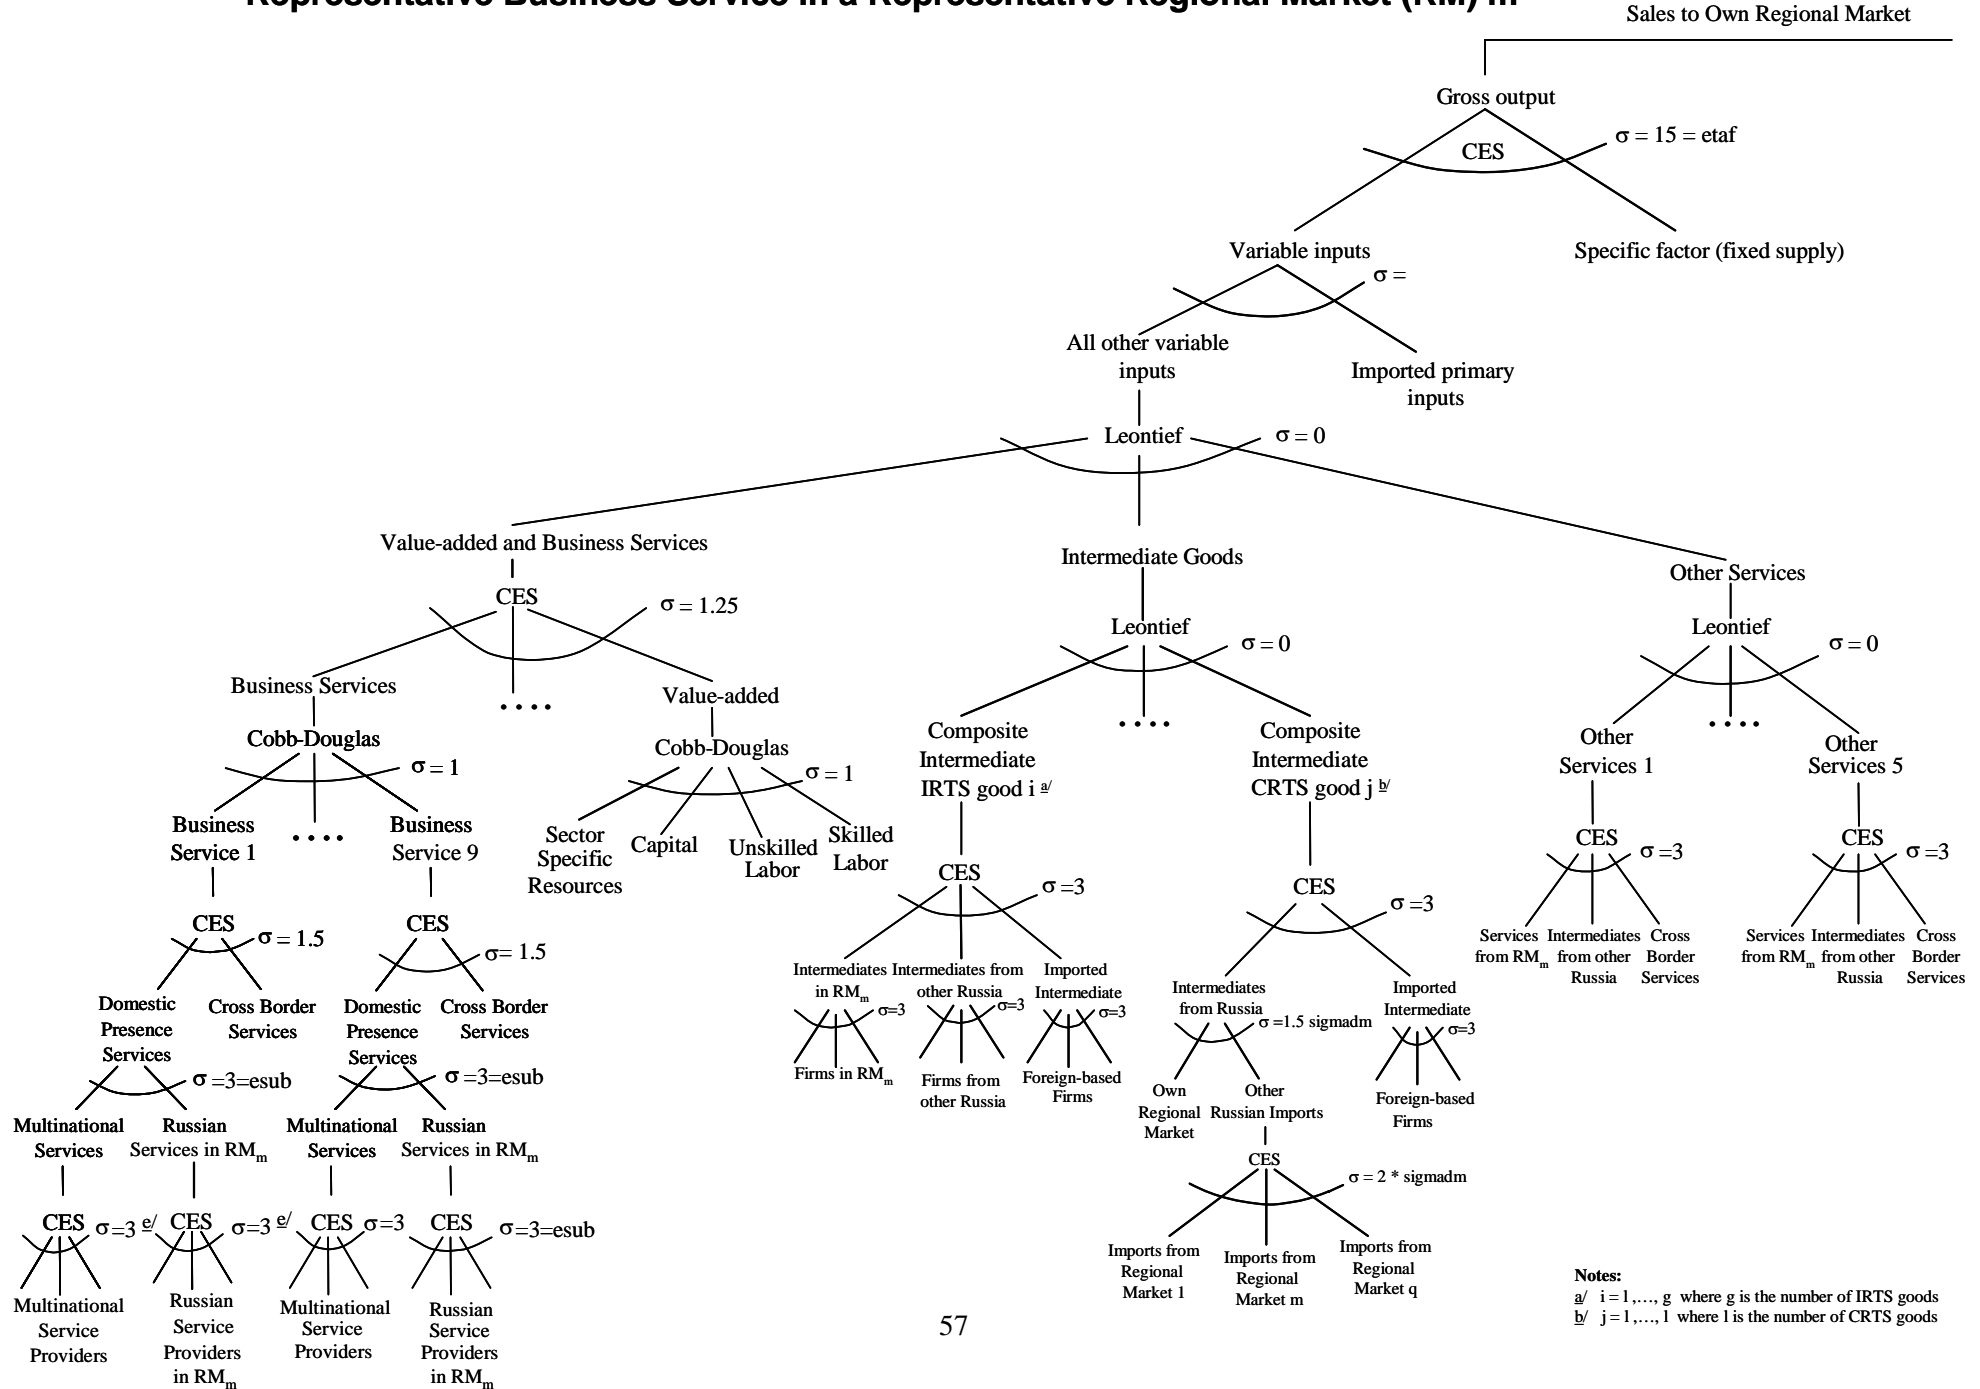 Representative Business Service in a Representative Regional Market (RM) m
Sales to Own Regional Market
Gross output
σ = 15 = etaf
CES
Variable inputs
Specific factor (fixed supply)
σ =
All other variable
inputs
Imported primary
inputs
Leontief
σ = 0
Value-added and Business Services
CES
σ = 1.25
Business Services
....
Value-added
Cobb-Douglas
σ = 1
Business
Service 1
....
Business
Service 9
Cobb-Douglas
σ = 1
Sector
Specific
Resources
Capital
Unskilled
Labor
Skilled
Labor
CES
σ = 1.5
CES
σ= 1.5
Domestic
Presence
Services
Cross Border
Services
Domestic
Presence
Services
Cross Border
Services
σ =3=esub
σ =3=esub
Multinational
Services
Russian
Services in RMm
Multinational
Services
Russian
Services in RMm
CES
σ=3 e/
CES
σ=3 e/
CES
σ=3
CES
σ=3=esub
Multinational
Service
Providers
Russian
Service
Providers
in RMm
Multinational
Service
Providers
Russian
Service
Providers
in RMm
Intermediate Goods
Leontief
σ = 0
Composite
Intermediate
IRTS good i a/
....
Composite
Intermediate
CRTS good j b/
CES
σ =3
Intermediates
in RMm
σ=3
Firms in RMm
Intermediates from
other Russia
σ=3
Firms from
other Russia
Imported
Intermediate
σ=3
Foreign-based
Firms
CES
σ =3
Intermediates
from Russia
σ =1.5 sigmadm
Imported
Intermediate
σ=3
Foreign-based
Firms
Own
Regional
Market
Other
Russian Imports
CES
σ = 2 * sigmadm
Imports from
Regional
Market 1
Imports from
Regional
Market m
Imports from
Regional
Market q
Other Services
Leontief
σ = 0
Other
Services 1
....
Other
Services 5
CES
σ =3
CES
σ =3
Services
from RMm
Intermediates
from other
Russia
Cross
Border
Services
Services
from RMm
Intermediates
from other
Russia
Cross
Border
Services
Notes:
a/ i = 1 ,…, g where g is the number of IRTS goods
b/ j = 1 ,…, l where l is the number of CRTS goods
57